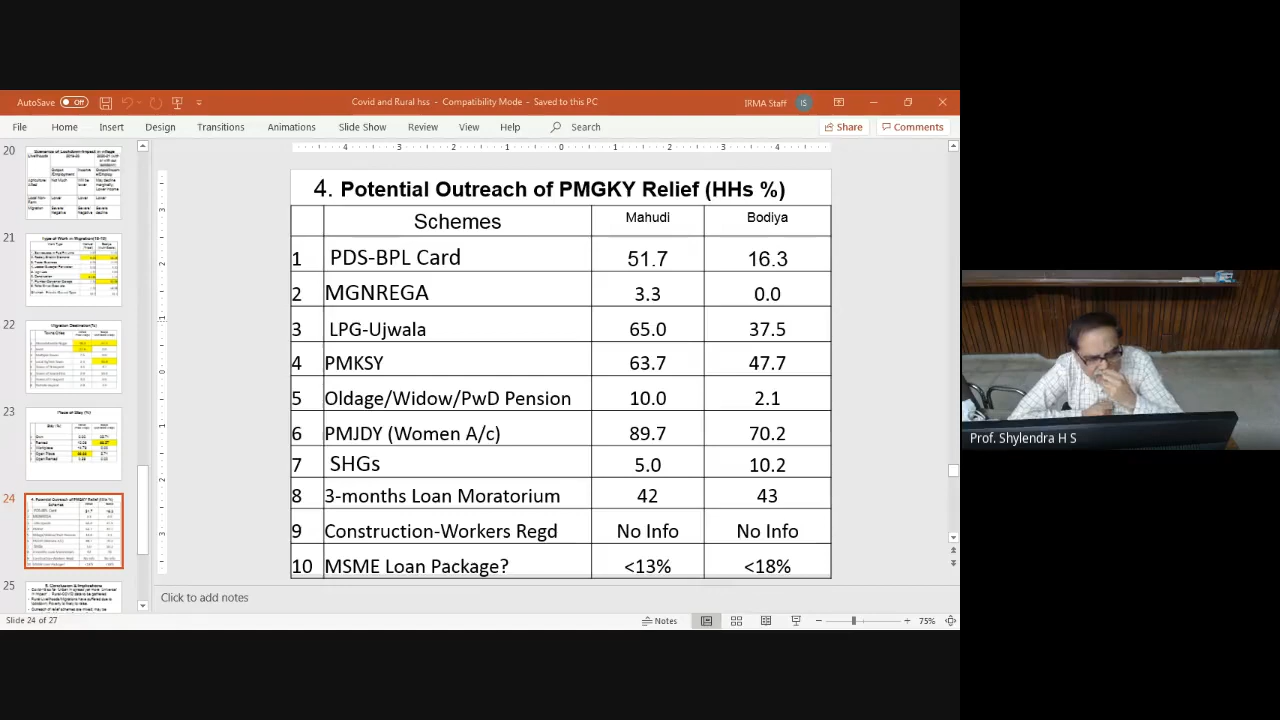 AutoSave Off
Covid and Rural hss - Compatibility Mode - Saved to this PC
IRMA Staff IS
File Home Insert Design Transitions Animations Slide Show Review View Help Search Share Comments
4. Potential Outreach of PMGKY Relief (HHs %)
Schemes Mahudi Bodiya
1 PDS-BPL Card 51.7 16.3
2 MGNREGA 3.3 0.0
3 LPG-Ujwala 65.0 37.5
4 PMKSY 63.7 47.7
5 Oldage/Widow/PwD Pension 10.0 2.1
6 PMJDY (Women A/c) 89.7 70.2
7 SHGs 5.0 10.2
8 3-months Loan Moratorium 42 43
9 Construction-Workers Regd No Info No Info
10 MSME Loan Package? <13% <18%
20
21
22
23
24
25
Click to add notes
Slide 24 of 27
Notes
75%
Prof. Shylendra H S